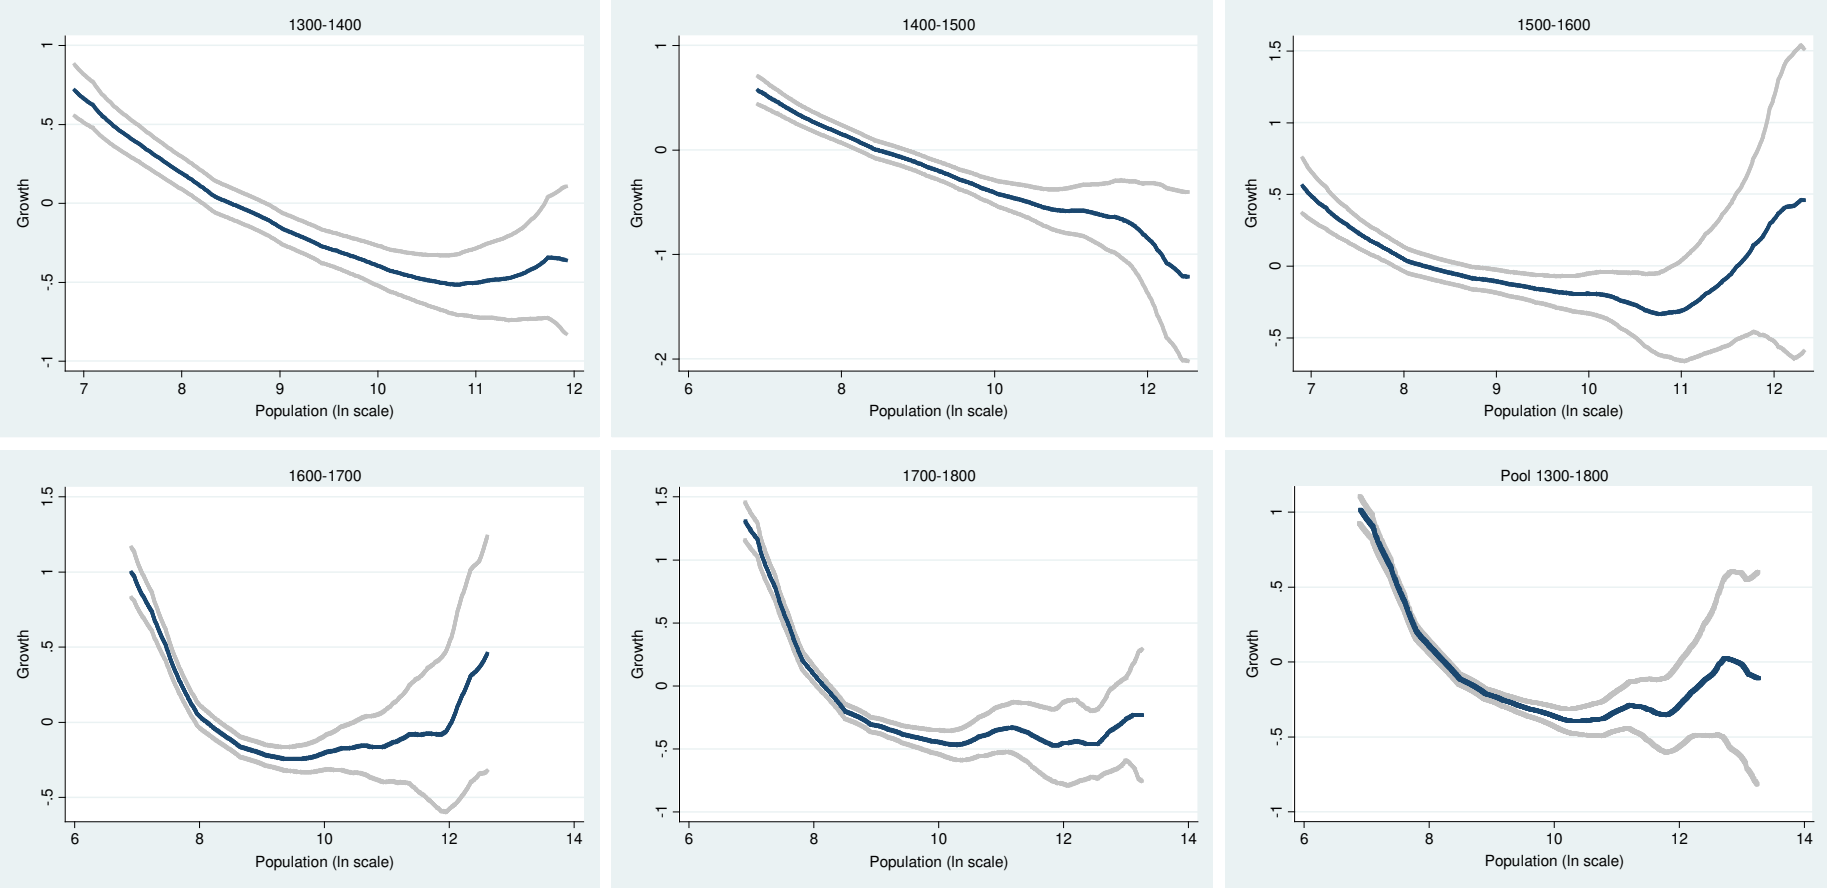 1300-1400
1
.5
0
-.5
-1
Growth
7 8 9 10 11 12
Population (ln scale)
1400-1500
1
0
-1
-2
Growth
6 8 10 12
Population (ln scale)
1500-1600
1.5
1
.5
0
-.5
Growth
7 8 9 10 11 12
Population (ln scale)
1600-1700
1.5
1
.5
0
-.5
Growth
6 8 10 12 14
Population (ln scale)
1700-1800
1.5
1
.5
0
-.5
-1
Growth
6 8 10 12 14
Population (ln scale)
Pool 1300-1800
1
.5
0
-.5
-1
Growth
6 8 10 12 14
Population (ln scale)